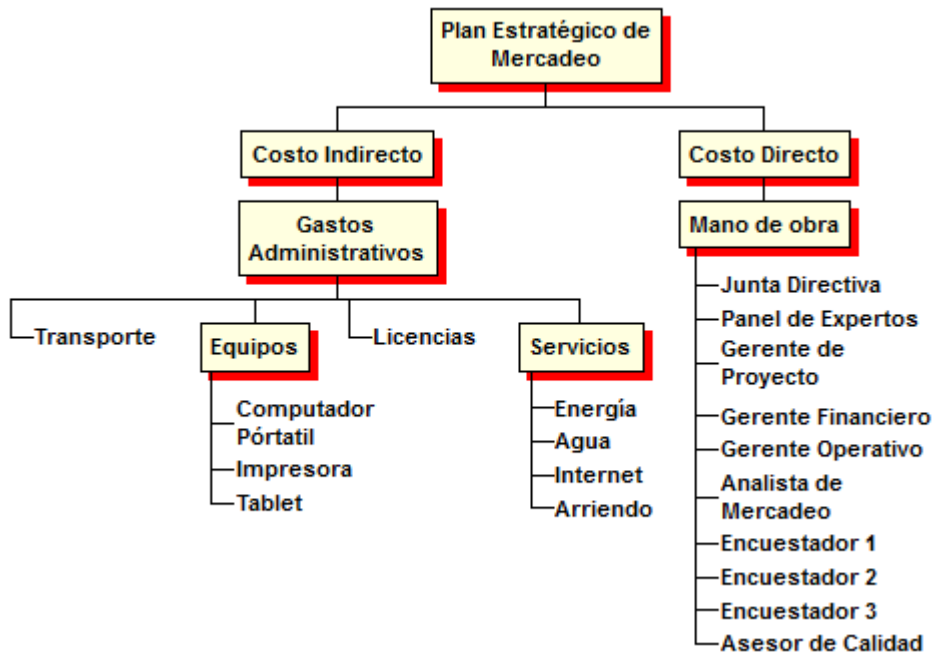 Plan Estratégico de
Mercadeo
Costo Indirecto
Costo Directo
Gastos
Administrativos
Mano de obra
Transporte
Equipos
Licencias
Servicios
Computador
Pórtatil
Impresora
Tablet
Energía
Agua
Internet
Arriendo
Junta Directiva
Panel de Expertos
Gerente de
Proyecto
Gerente Financiero
Gerente Operativo
Analista de
Mercadeo
Encuestador 1
Encuestador 2
Encuestador 3
Asesor de Calidad